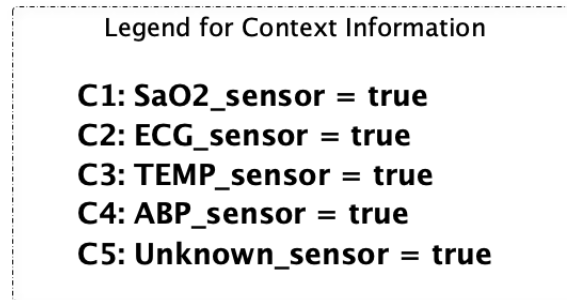 Legend for Context Information
C1: SaO2_sensor = true
C2: ECG_sensor = true
C3: TEMP_sensor = true
C4: ABP_sensor = true
C5: Unknown_sensor = true